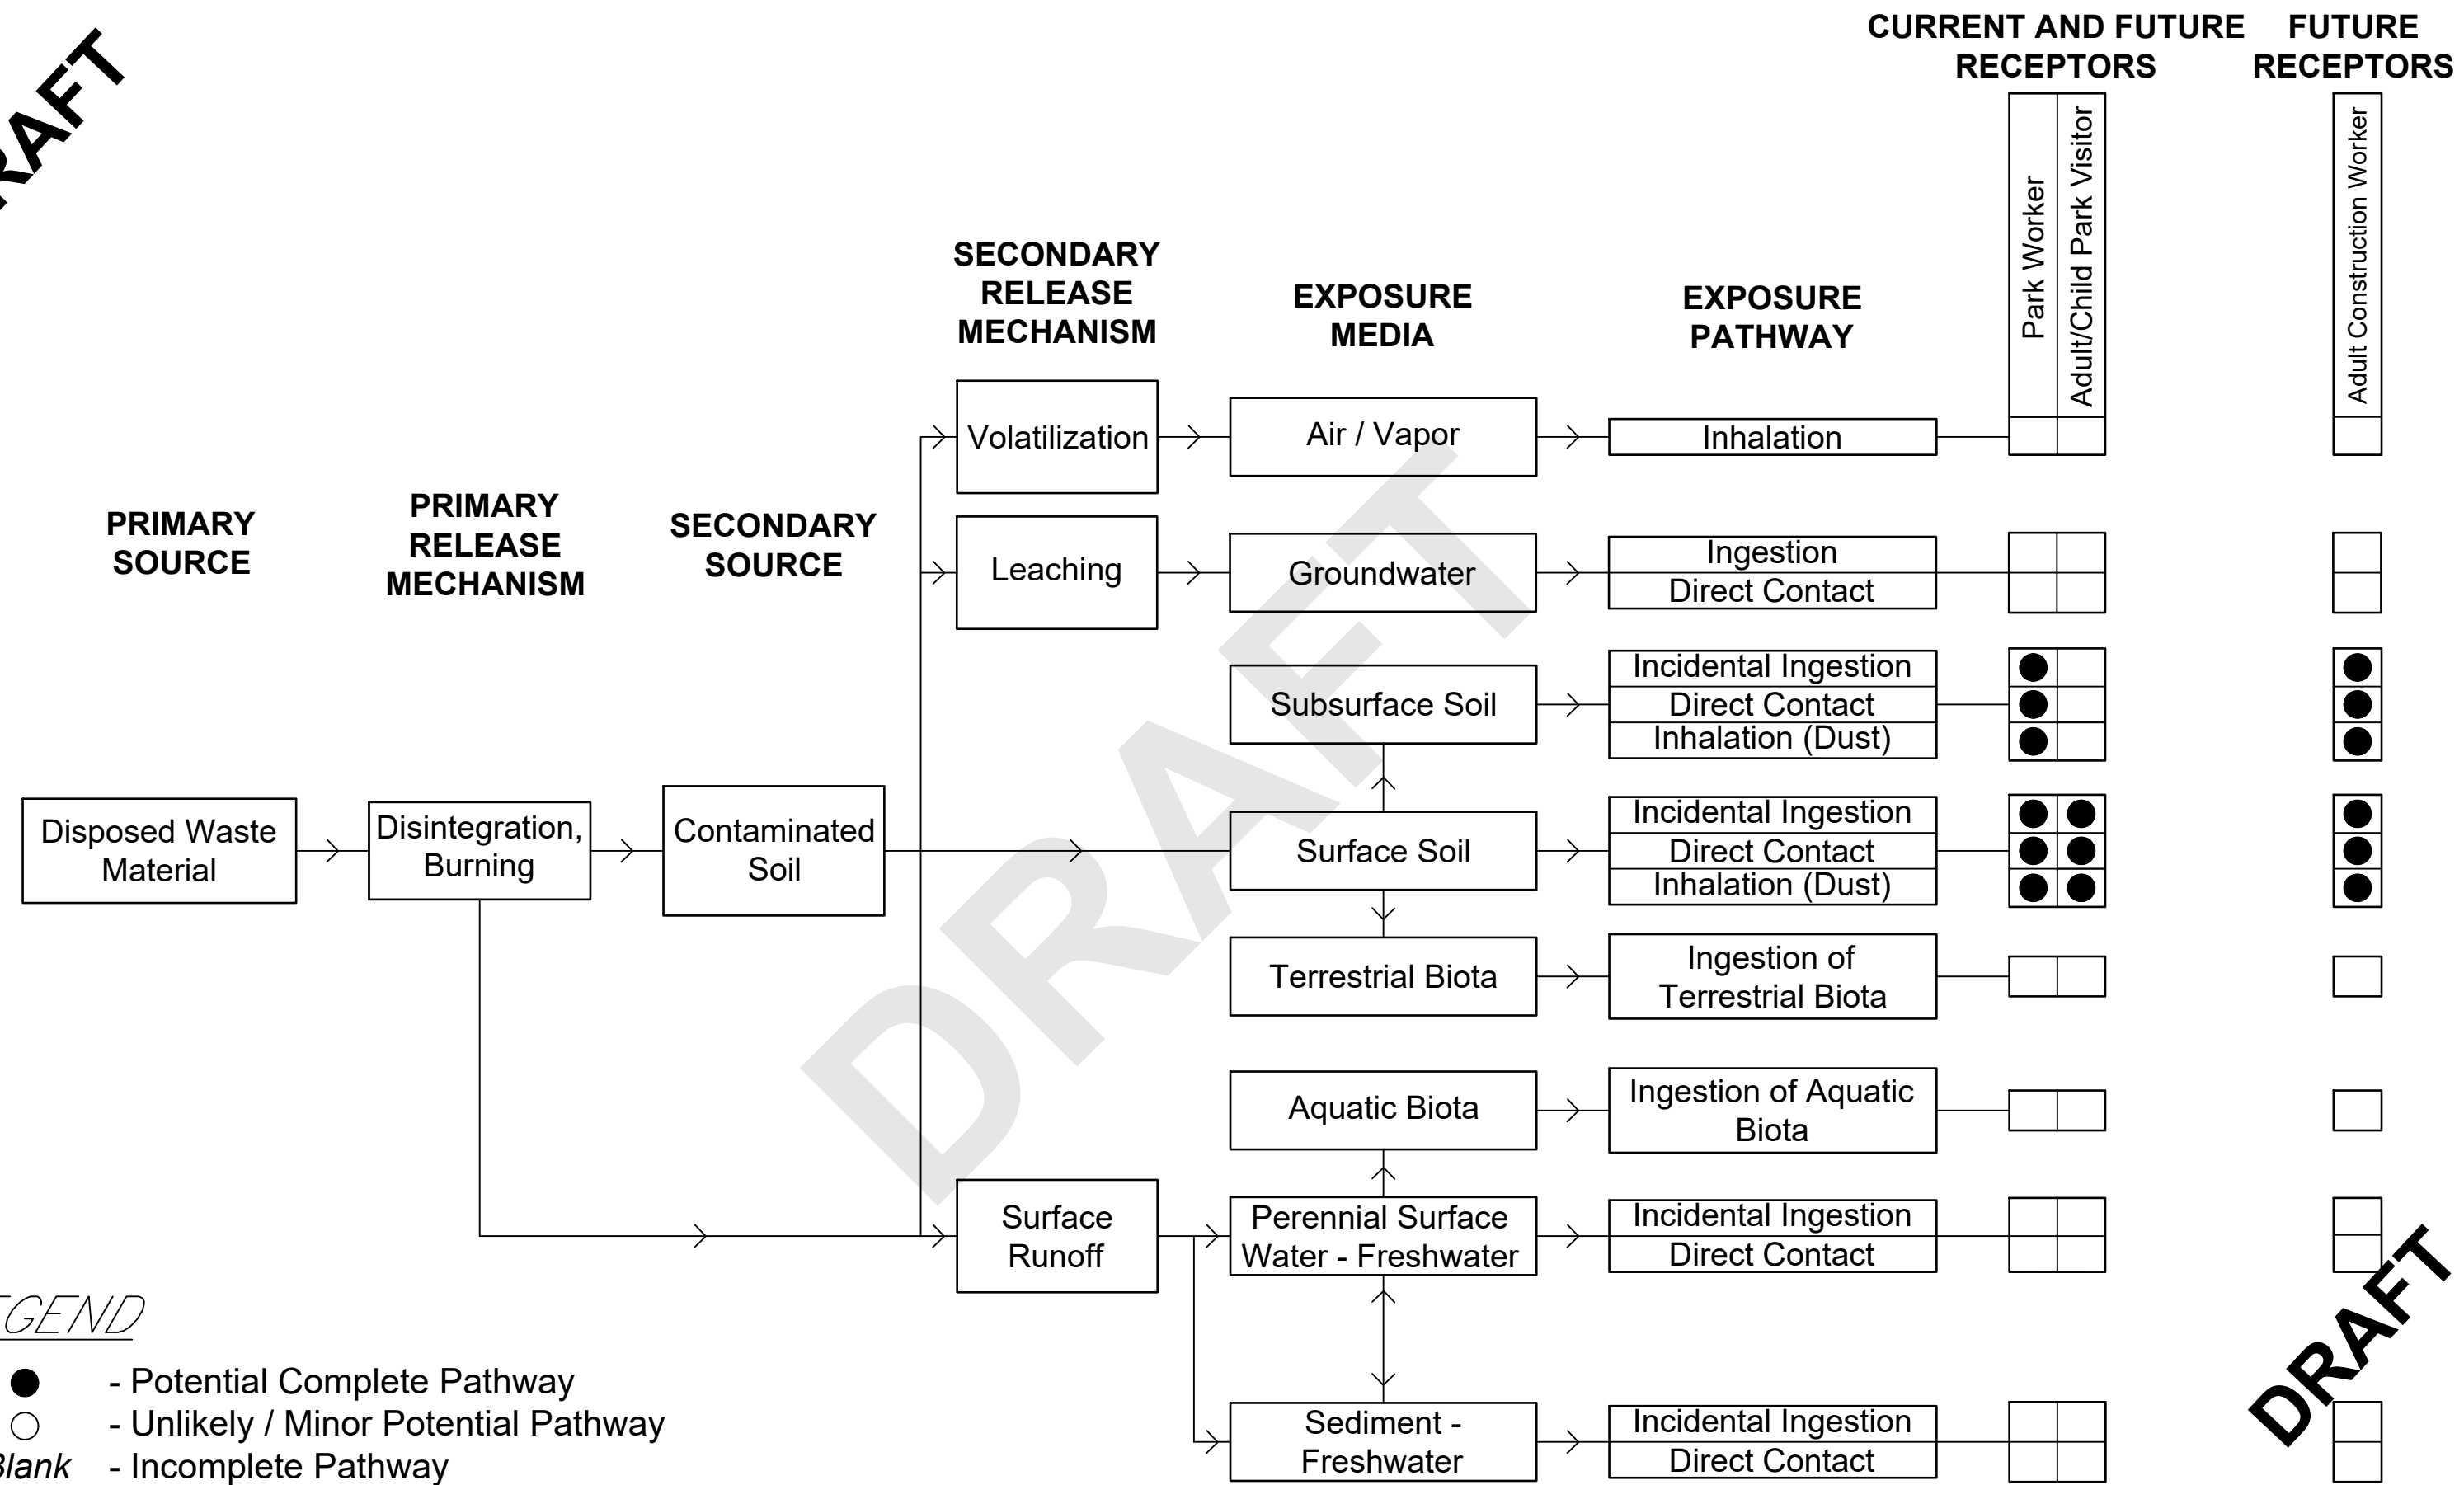 CURRENT AND FUTURE
RECEPTORS
FUTURE
RECEPTORS
DRAFT
Park Worker
Adult/Child Park Visitor
Adult Construction Worker
SECONDARY
RELEASE
MECHANISM
EXPOSURE
MEDIA
EXPOSURE
PATHWAY
Volatilization
Air / Vapor
Inhalation
PRIMARY
SOURCE
PRIMARY
RELEASE
MECHANISM
SECONDARY
SOURCE
Leaching
Groundwater
Ingestion
Direct Contact
Subsurface Soil
Incidental Ingestion
Direct Contact
Inhalation (Dust)
Disposed Waste
Material
Disintegration,
Burning
Contaminated
Soil
Surface Soil
Incidental Ingestion
Direct Contact
Inhalation (Dust)
DRAFT
Terrestrial Biota
Ingestion of
Terrestrial Biota
Aquatic Biota
Ingestion of Aquatic
Biota
Surface
Runoff
Perennial Surface
Water - Freshwater
Incidental Ingestion
Direct Contact
Sediment -
Freshwater
Incidental Ingestion
Direct Contact
DRAFT
EGEND
- Potential Complete Pathway
- Unlikely / Minor Potential Pathway
Blank - Incomplete Pathway